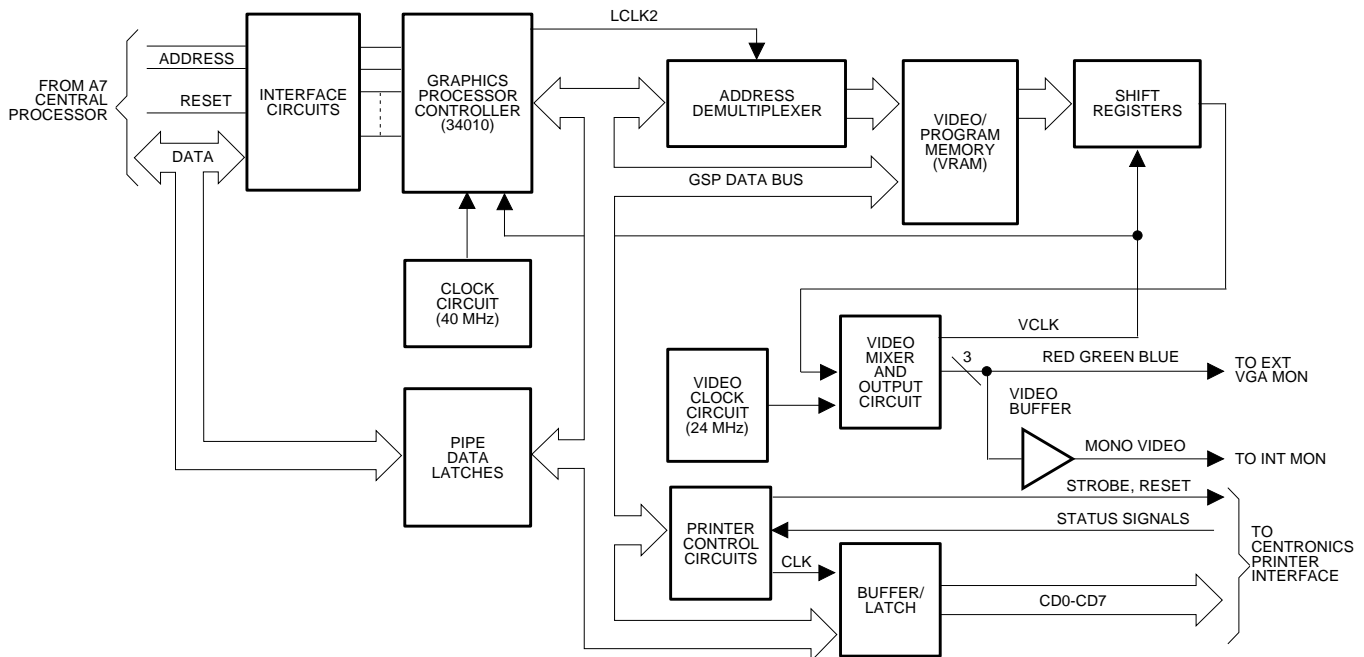 LCLK2
FROM A7
CENTRAL
PROCESSOR
ADDRESS
RESET
DATA
INTERFACE
CIRCUITS
GRAPHICS
PROCESSOR
CONTROLLER
(34010)
ADDRESS
DEMULTIPLEXER
VIDEO/
PROGRAM
MEMORY
(VRAM)
SHIFT
REGISTERS
GSP DATA BUS
CLOCK
CIRCUIT
(40 MHz)
VIDEO
CLOCK
CIRCUIT
(24 MHz)
VIDEO
MIXER
AND
OUTPUT
CIRCUIT
VCLK
3
RED GREEN BLUE
TO EXT
VGA MON
VIDEO
BUFFER
MONO VIDEO
TO INT MON
PIPE
DATA
LATCHES
PRINTER
CONTROL
CIRCUITS
STROBE, RESET
STATUS SIGNALS
CLK
BUFFER/
LATCH
CD0-CD7
TO
CENTRONICS
PRINTER
INTERFACE